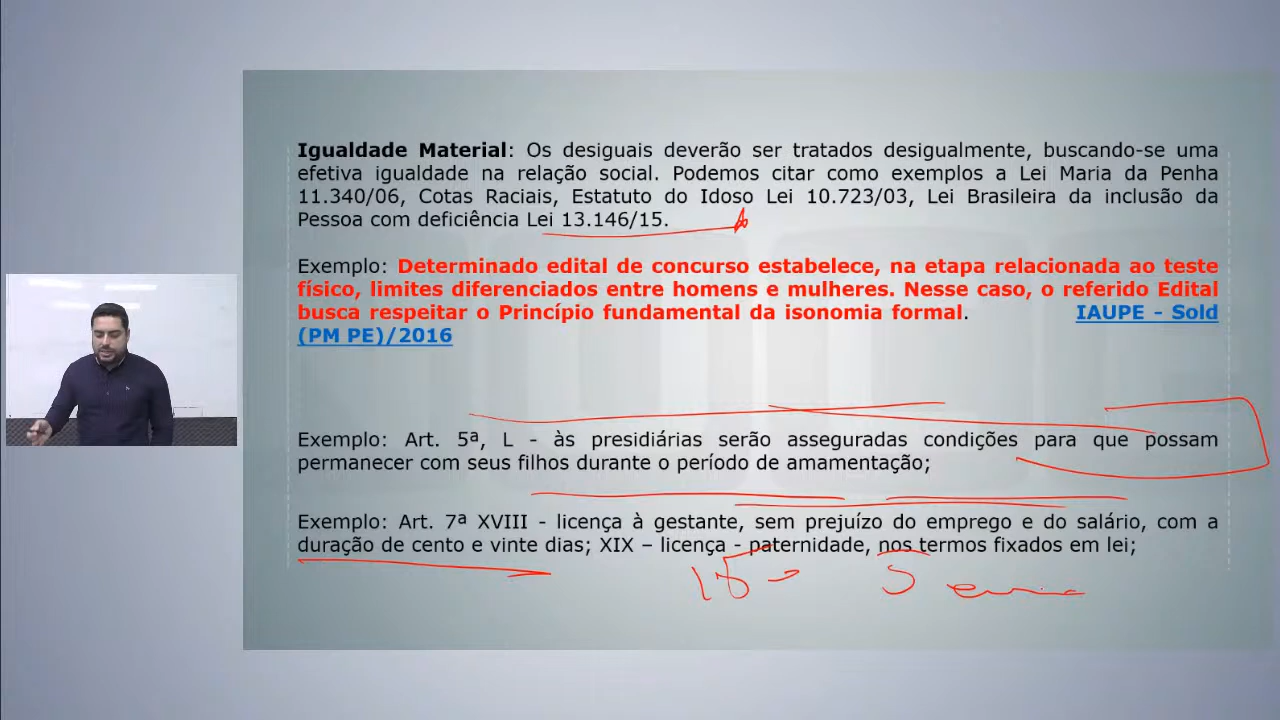 Igualdade Material: Os desiguais deverão ser tratados desigualmente, buscando-se uma
efetiva igualdade na relação social. Podemos citar como exemplos a Lei Maria da Penha
11.340/06, Cotas Raciais, Estatuto do Idoso Lei 10.723/03, Lei Brasileira da inclusão da
Pessoa com deficiência Lei 13.146/15.
Exemplo: Determinado edital de concurso estabelece, na etapa relacionada ao teste
físico, limites diferenciados entre homens e mulheres. Nesse caso, o referido Edital
busca respeitar o Princípio fundamental da isonomia formal. IAUPE - Sold
(PM PE)/2016
Exemplo: Art. 5ª, L - às presidiárias serão asseguradas condições para que possam
permanecer com seus filhos durante o período de amamentação;
Exemplo: Art. 7ª XVIII - licença à gestante, sem prejuízo do emprego e do salário, com a
duração de cento e vinte dias; XIX – licença - paternidade, nos termos fixados em lei;